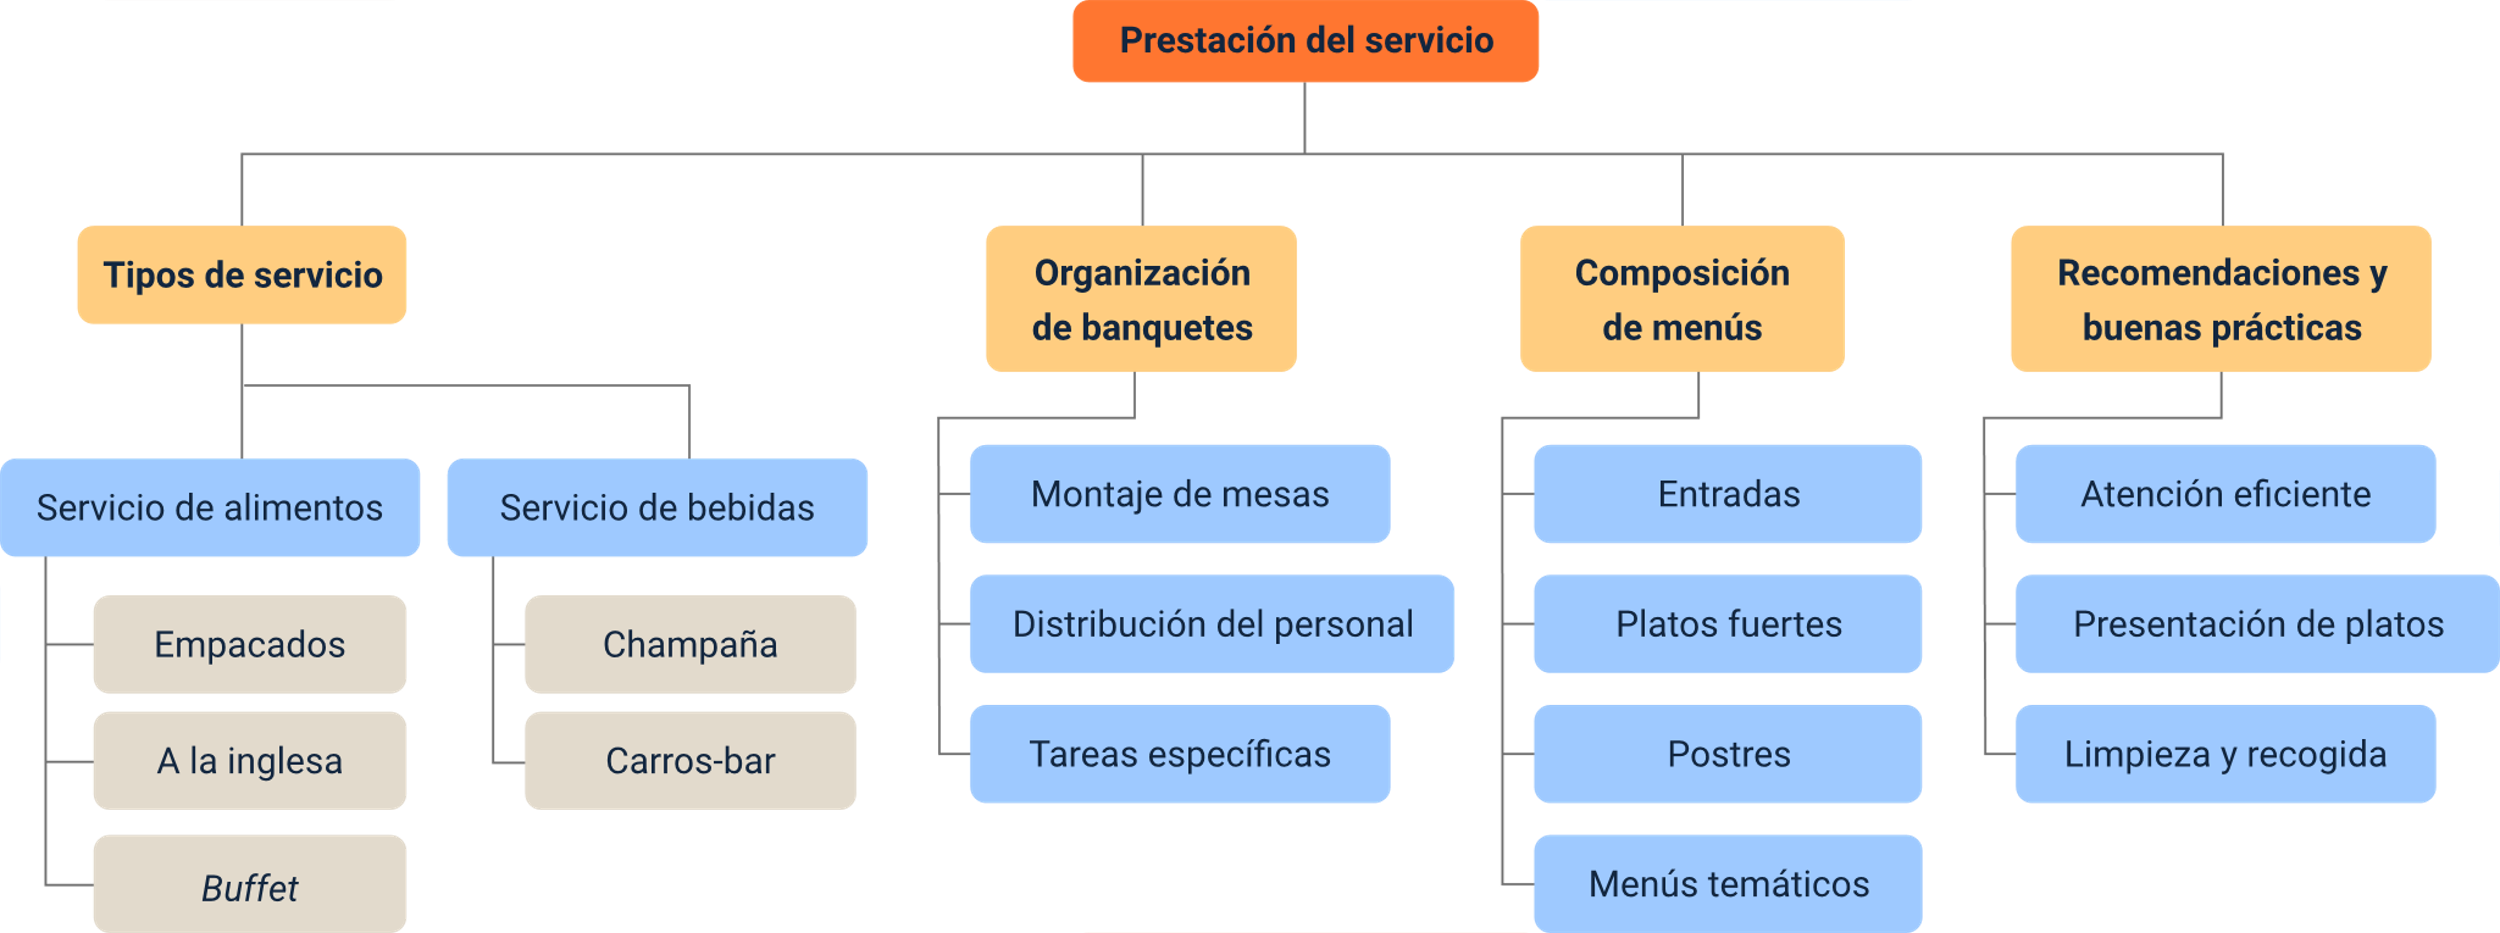 Prestación del servicio
Tipos de servicio
Servicio de alimentos
Empacados
A la inglesa
Buffet
Servicio de bebidas
Champaña
Carros-bar
Organización
de banquetes
Montaje de mesas
Distribución del personal
Tareas específicas
Composición
de menús
Entradas
Platos fuertes
Postres
Menús temáticos
Recomendaciones y
buenas prácticas
Atención eficiente
Presentación de platos
Limpieza y recogida